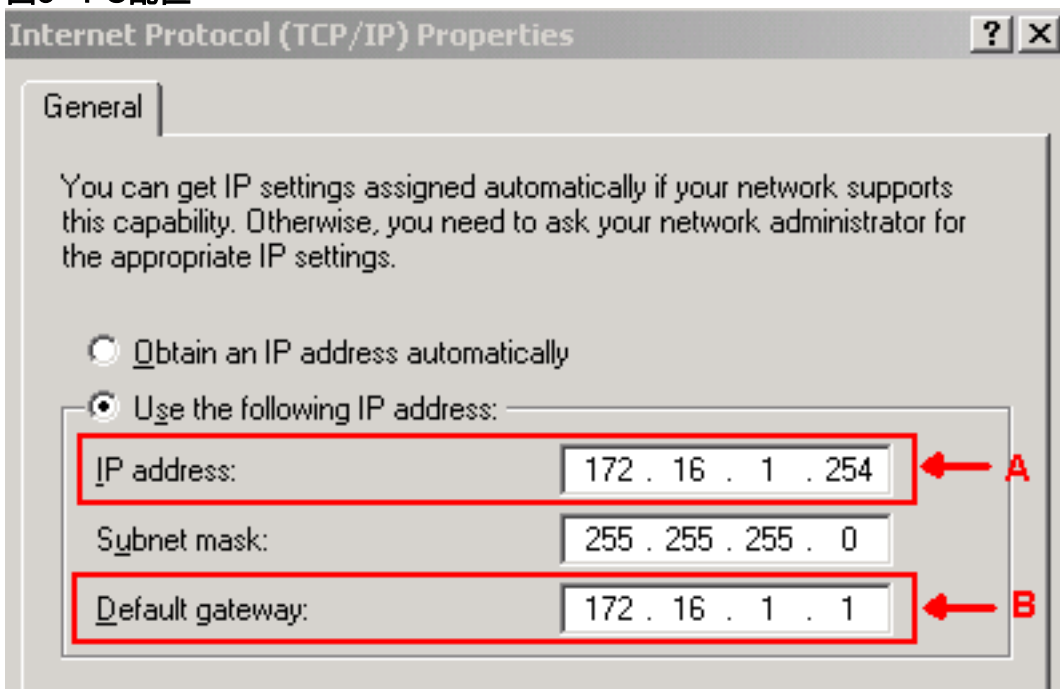 Internet Protocol (TCP/IP) Properties
General
You can get IP settings assigned automatically if your network supports
this capability. Otherwise, you need to ask your network administrator for
the appropriate IP settings.
Obtain an IP address automatically
Use the following IP address:
IP address: 172 . 16 . 1 . 254 A
Subnet mask: 255 . 255 . 255 . 0
Default gateway: 172 . 16 . 1 . 1 B